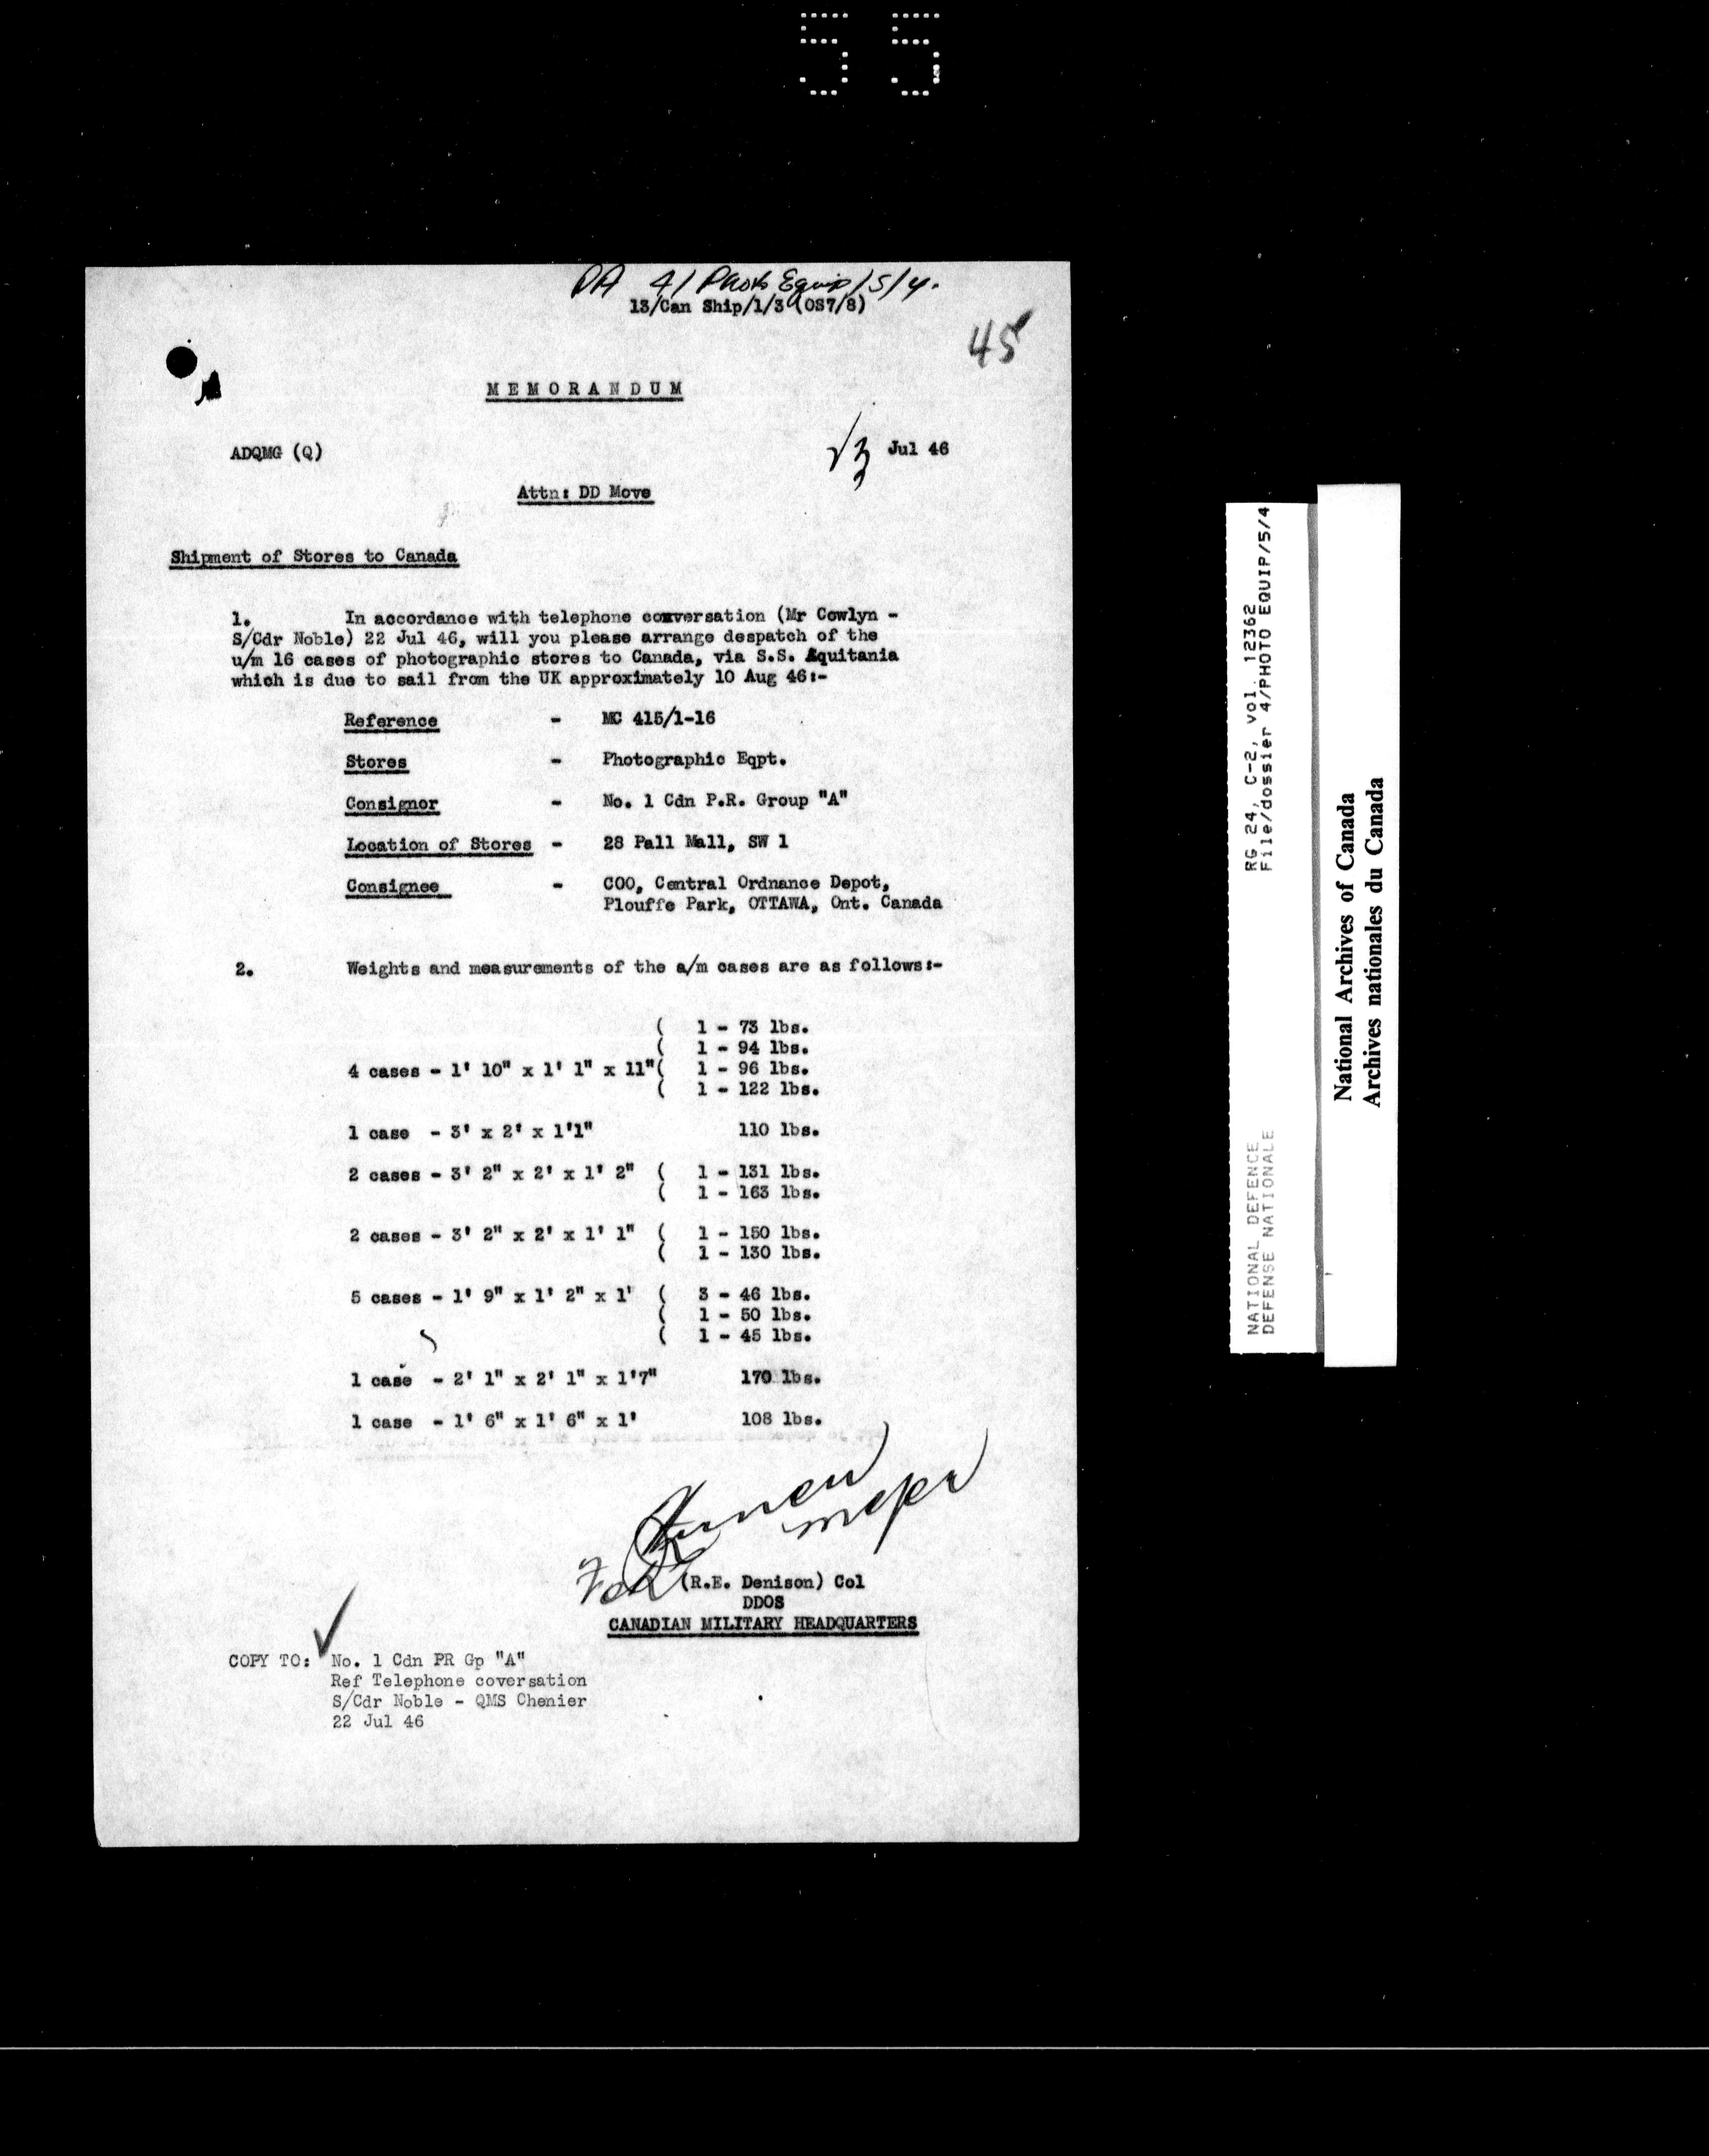 55
PA 4/Phot Equip/5/4.
13/Can Ship/1/3 (OS7/8)
45
MEMORANDUM
ADQMG (Q)
23 Jul 46
Attn: DD Move
Shipment of Stores to Canada
1. In accordance with telephone conversation (Mr Cowlyn -
S/Cdr Noble) 22 Jul 46, will you please arrange despatch of the
u/m 16 cases of photographic stores to Canada, via S.S. Aquitania
which is due to sail from the UK approximately 10 Aug 46:-
Reference - MC 415/1-16
Stores - Photographic Eqpt.
Consignor - No. 1 Cdn P.R. Group "A"
Location of Stores - 28 Pall Mall, SW 1
Consignee - COO, Central Ordnance Depot,
Plouffe Park, OTTAWA, Ont. Canada
2. Weights and measurements of the a/m cases are as follows:-
( 1 - 73 lbs.
( 1 - 94 lbs.
4 cases - 1' 10" x 1' 1" x 11"( 1 - 96 lbs.
( 1 - 122 lbs.
1 case - 3' x 2' x 1'1" 110 lbs.
2 cases - 3' 2" x 2' x 1' 2" ( 1 - 131 lbs.
( 1 - 163 lbs.
2 cases - 3' 2" x 2' x 1' 1" ( 1 - 150 lbs.
( 1 - 130 lbs.
5 cases - 1' 9" x 1' 2" x 1' ( 3 - 46 lbs.
( 1 - 50 lbs.
( 1 - 45 lbs.
1 case - 2' 1" x 2' 1" x 1'7" 170 lbs.
1 case - 1' 6" x 1' 6" x 1' 108 lbs.
Major
For (R.E. Denison) Col
DDOS
CANADIAN MILITARY HEADQUARTERS
COPY TO: No. 1 Cdn PR Gp "A"
Ref Telephone coversation
S/Cdr Noble - QMS Chenier
22 Jul 46
NATIONAL DEFENCE RG 24, C-2, vol. 12362
DEFENSE NATIONALE File/dossier 4/PHOTO EQUIP/5/4
National Archives of Canada
Archives nationales du Canada